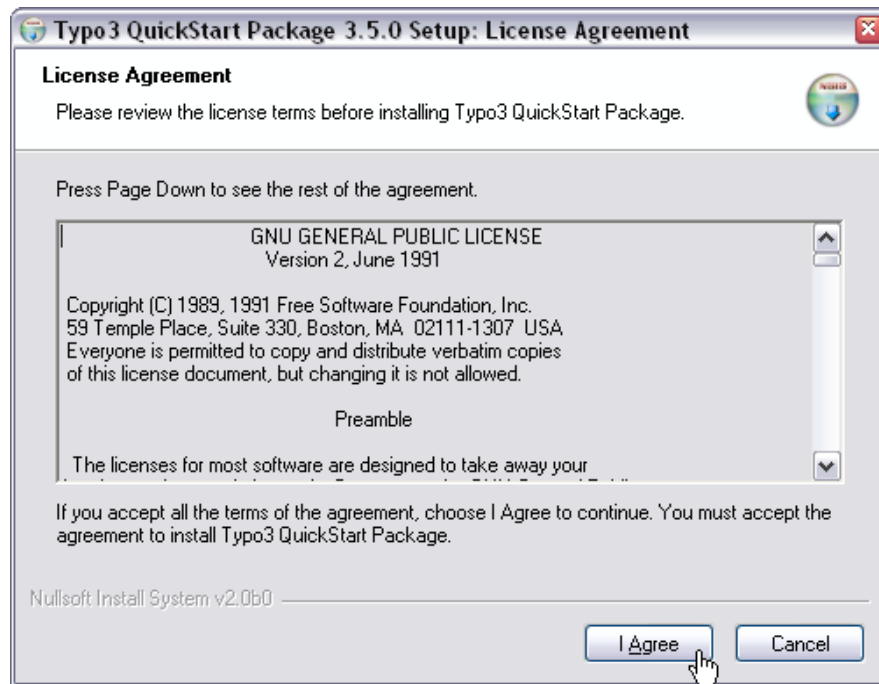 Typo3 QuickStart Package 3.5.0 Setup: License Agreement
License Agreement
Please review the license terms before installing Typo3 QuickStart Package.
Press Page Down to see the rest of the agreement.
GNU GENERAL PUBLIC LICENSE
Version 2, June 1991
Copyright (C) 1989, 1991 Free Software Foundation, Inc.
59 Temple Place, Suite 330, Boston, MA  02111-1307  USA
Everyone is permitted to copy and distribute verbatim copies
of this license document, but changing it is not allowed.
Preamble
The licenses for most software are designed to take away your
If you accept all the terms of the agreement, choose I Agree to continue. You must accept the
agreement to install Typo3 QuickStart Package.
Nullsoft Install System v2.0b0
I Agree
Cancel